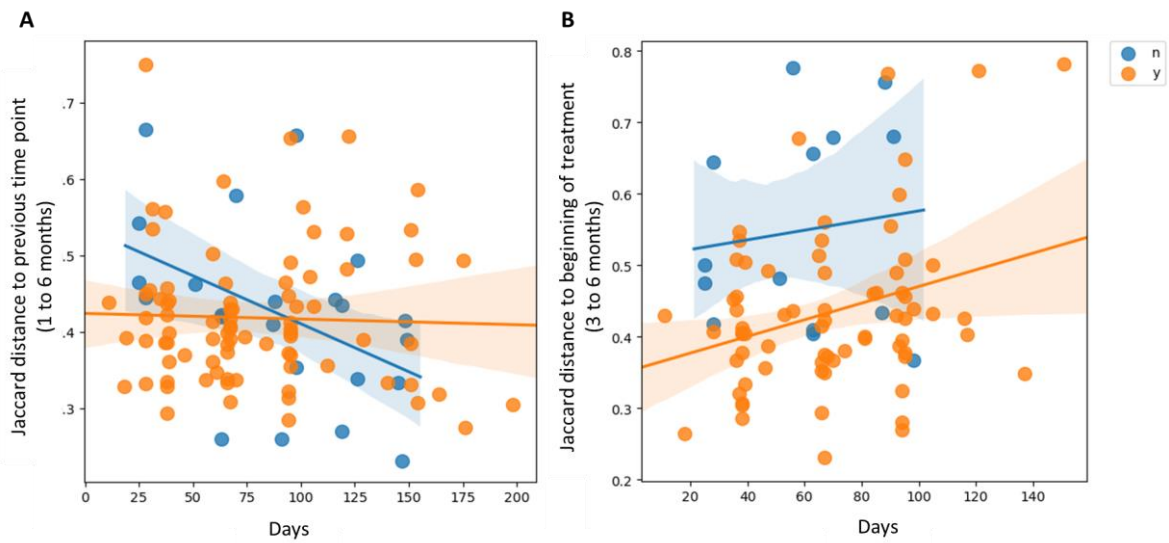 A
B
Jaccard distance to previous time point
(1 to 6 months)
.7
.6
.5
.4
.3
0
25
50
75
100
125
150
175
200
Days
Jaccard distance to beginning of treatment
(3 to 6 months)
0.8
0.7
0.6
0.5
0.4
0.3
0.2
20
40
60
80
100
120
140
Days
n
y